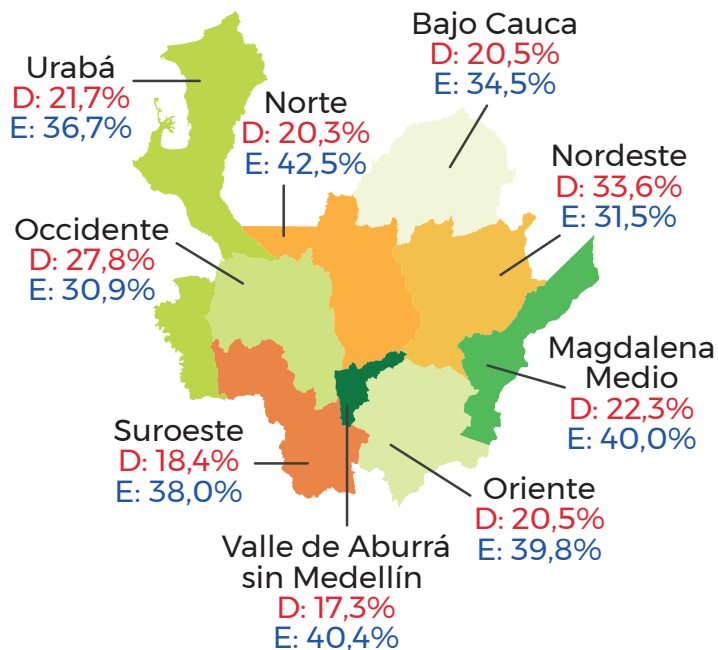 Bajo Cauca
D: 20,5%
E: 34,5%
Urabá
D: 21,7%
E: 36,7%
Norte
D: 20,3%
E: 42,5%
Nordeste
D: 33,6%
E: 31,5%
Occidente
D: 27,8%
E: 30,9%
Magdalena
Medio
D: 22,3%
E: 40,0%
Suroeste
D: 18,4%
E: 38,0%
Oriente
D: 20,5%
E: 39,8%
Valle de Aburrá
sin Medellín
D: 17,3%
E: 40,4%